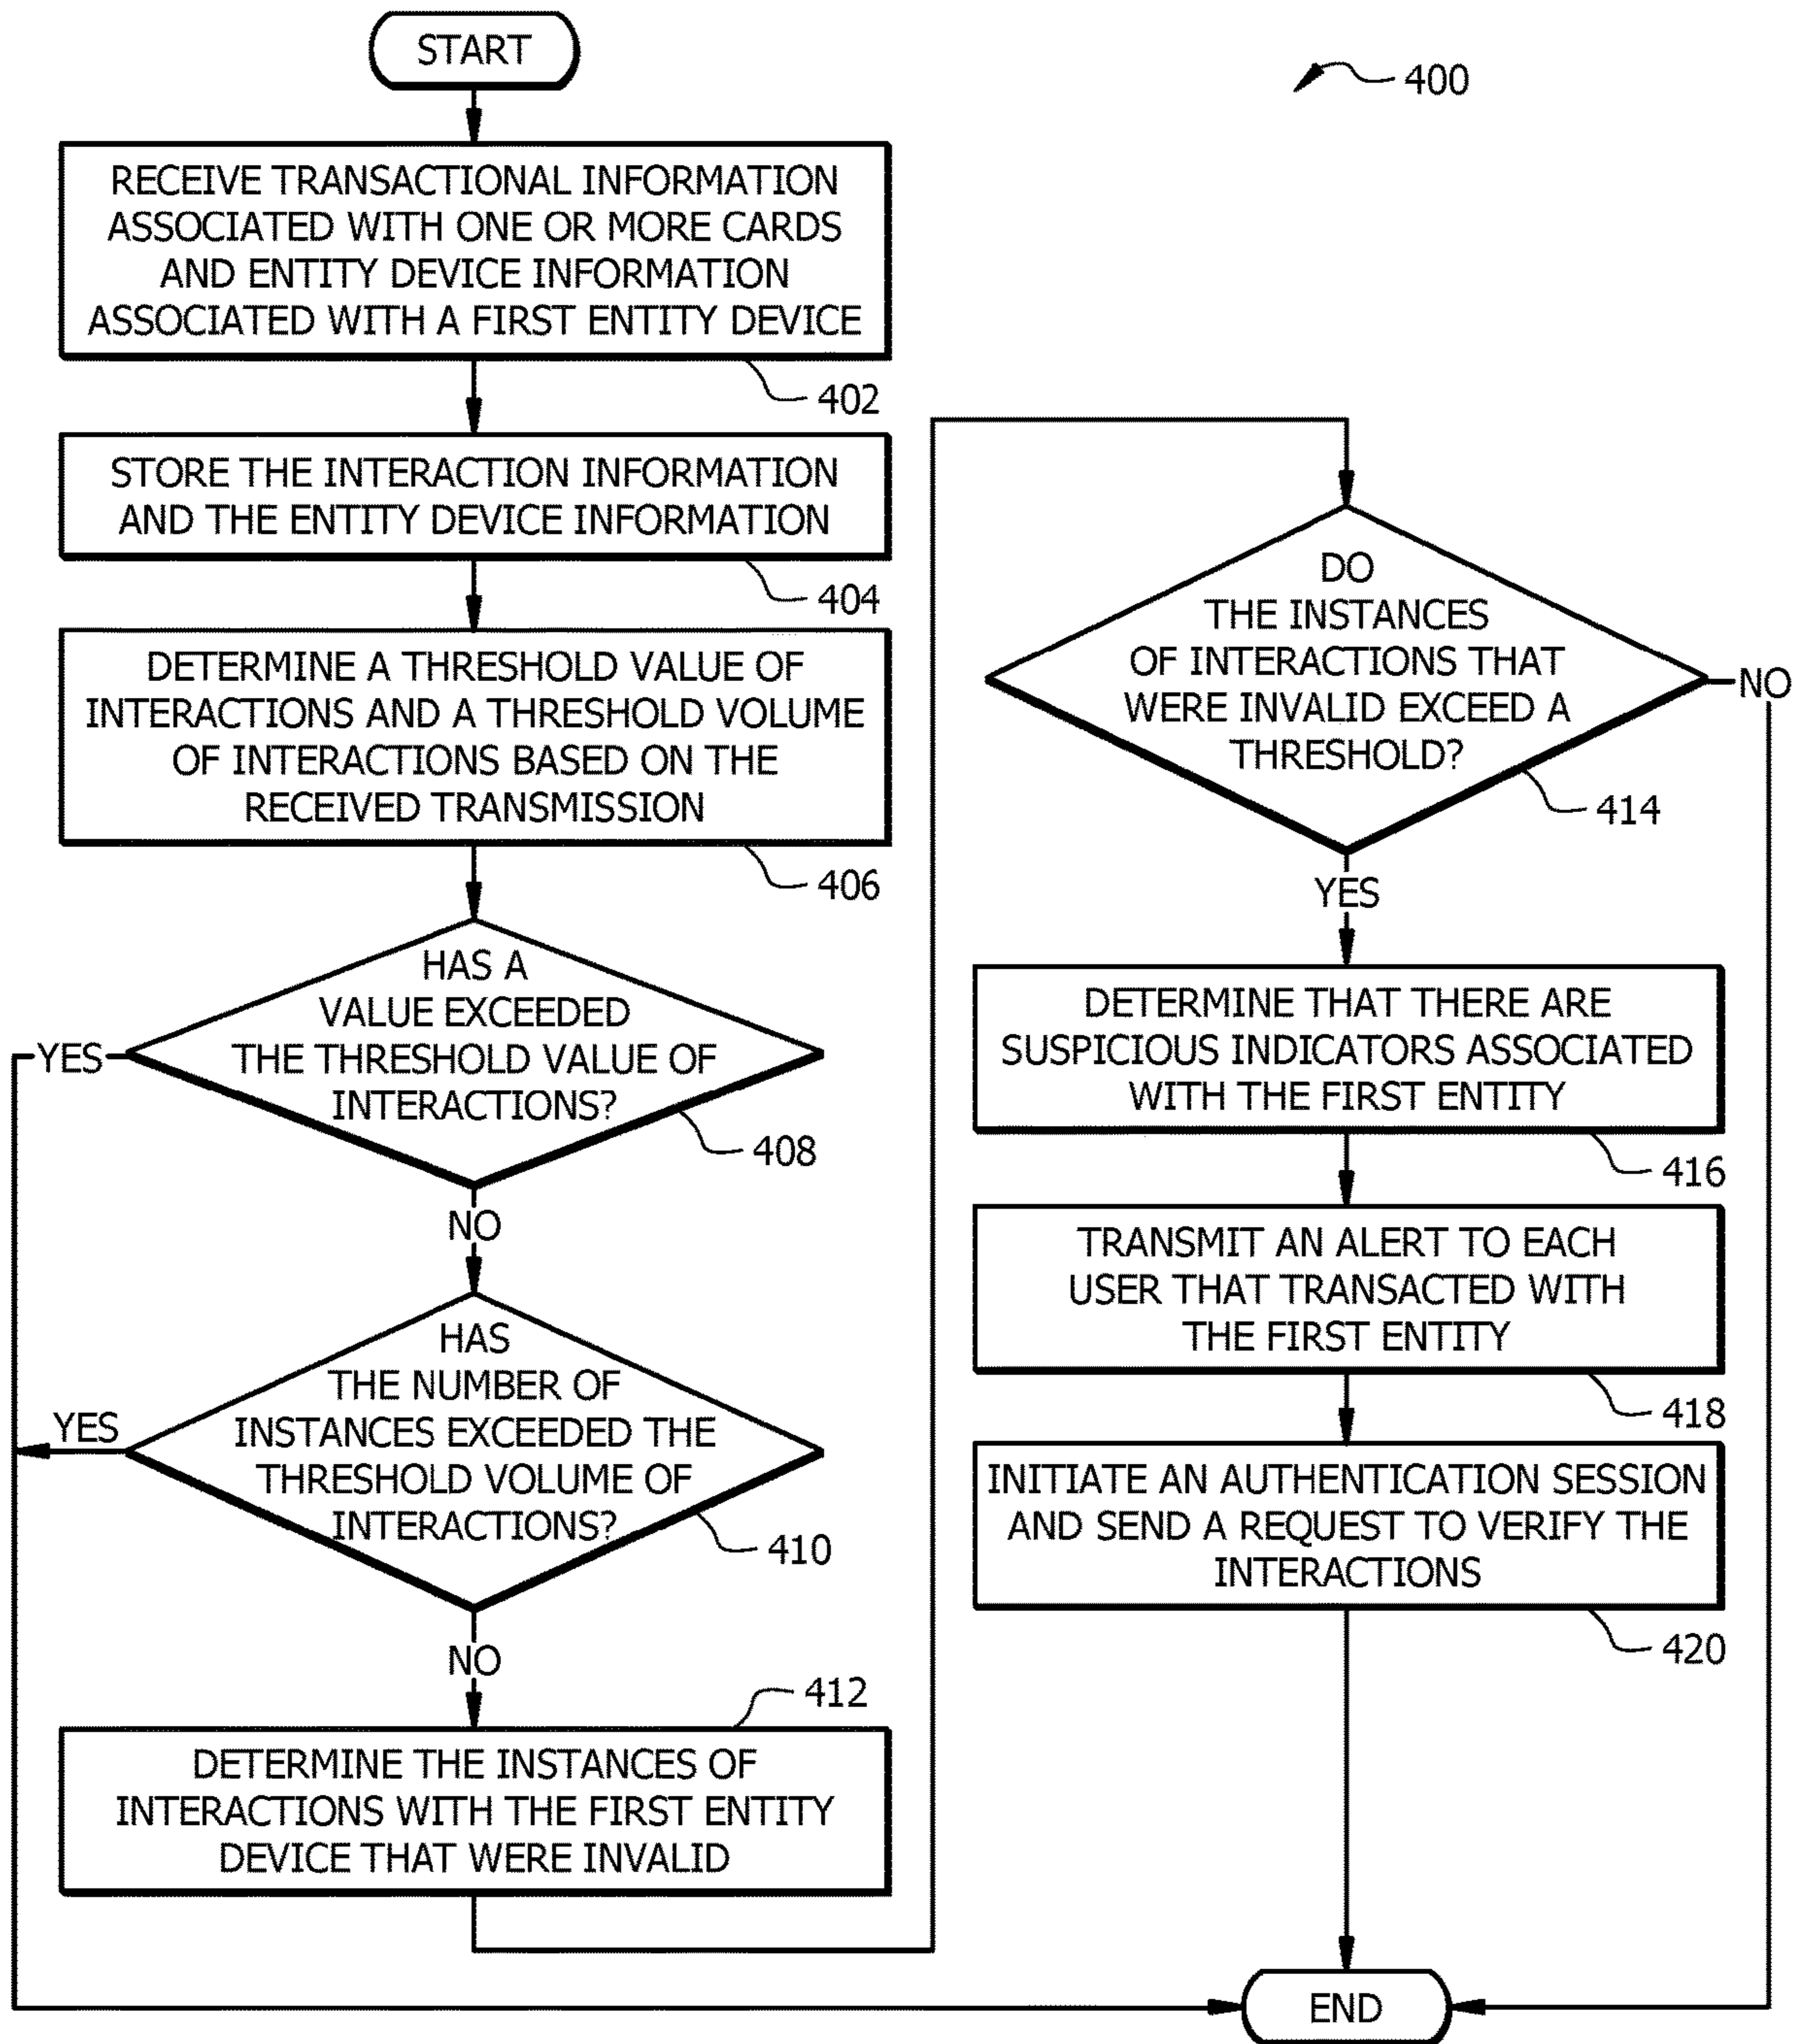 START
400
RECEIVE TRANSACTIONAL INFORMATION
ASSOCIATED WITH ONE OR MORE CARDS
AND ENTITY DEVICE INFORMATION
ASSOCIATED WITH A FIRST ENTITY DEVICE
402
STORE THE INTERACTION INFORMATION
AND THE ENTITY DEVICE INFORMATION
404
DETERMINE A THRESHOLD VALUE OF
INTERACTIONS AND A THRESHOLD VOLUME
OF INTERACTIONS BASED ON THE
RECEIVED TRANSMISSION
406
HAS A
VALUE EXCEEDED
THE THRESHOLD VALUE OF
INTERACTIONS?
YES
408
NO
HAS
THE NUMBER OF
INSTANCES EXCEEDED THE
THRESHOLD VOLUME OF
INTERACTIONS?
YES
410
NO
412
DETERMINE THE INSTANCES OF
INTERACTIONS WITH THE FIRST ENTITY
DEVICE THAT WERE INVALID
DO
THE INSTANCES
OF INTERACTIONS THAT
WERE INVALID EXCEED A
THRESHOLD?
NO
414
YES
DETERMINE THAT THERE ARE
SUSPICIOUS INDICATORS ASSOCIATED
WITH THE FIRST ENTITY
416
TRANSMIT AN ALERT TO EACH
USER THAT TRANSACTED WITH
THE FIRST ENTITY
418
INITIATE AN AUTHENTICATION SESSION
AND SEND A REQUEST TO VERIFY THE
INTERACTIONS
420
END